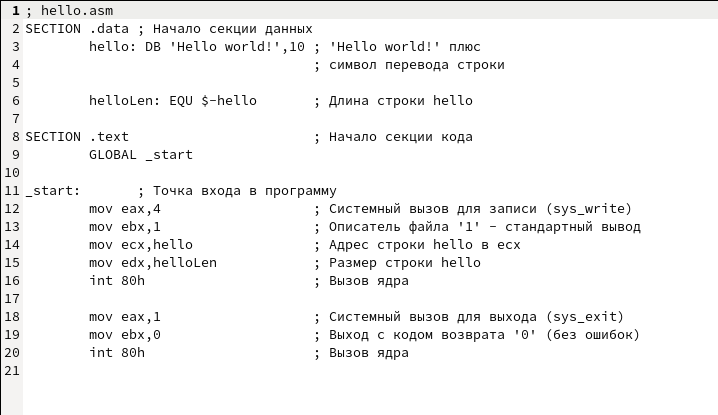 1 ; hello.asm
2 SECTION .data ; Начало секции данных
3         hello: DB 'Hello world!',10 ; 'Hello world!' плюс
4                                     ; символ перевода строки
5
6         helloLen: EQU $-hello       ; Длина строки hello
7
8 SECTION .text                       ; Начало секции кода
9         GLOBAL _start
10
11 _start:       ; Точка входа в программу
12         mov eax,4                   ; Системный вызов для записи (sys_write)
13         mov ebx,1                   ; Описатель файла '1' - стандартный вывод
14         mov ecx,hello               ; Адрес строки hello в ecx
15         mov edx,helloLen            ; Размер строки hello
16         int 80h                     ; Вызов ядра
17
18         mov eax,1                   ; Системный вызов для выхода (sys_exit)
19         mov ebx,0                   ; Выход с кодом возврата '0' (без ошибок)
20         int 80h                     ; Вызов ядра
21